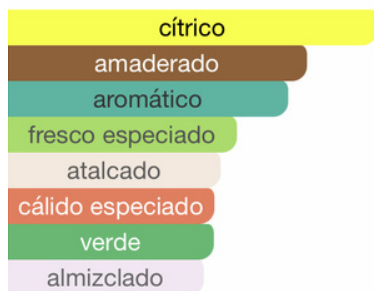 cítrico
amaderado
aromático
fresco especiado
atalcado
cálido especiado
verde
almizclado